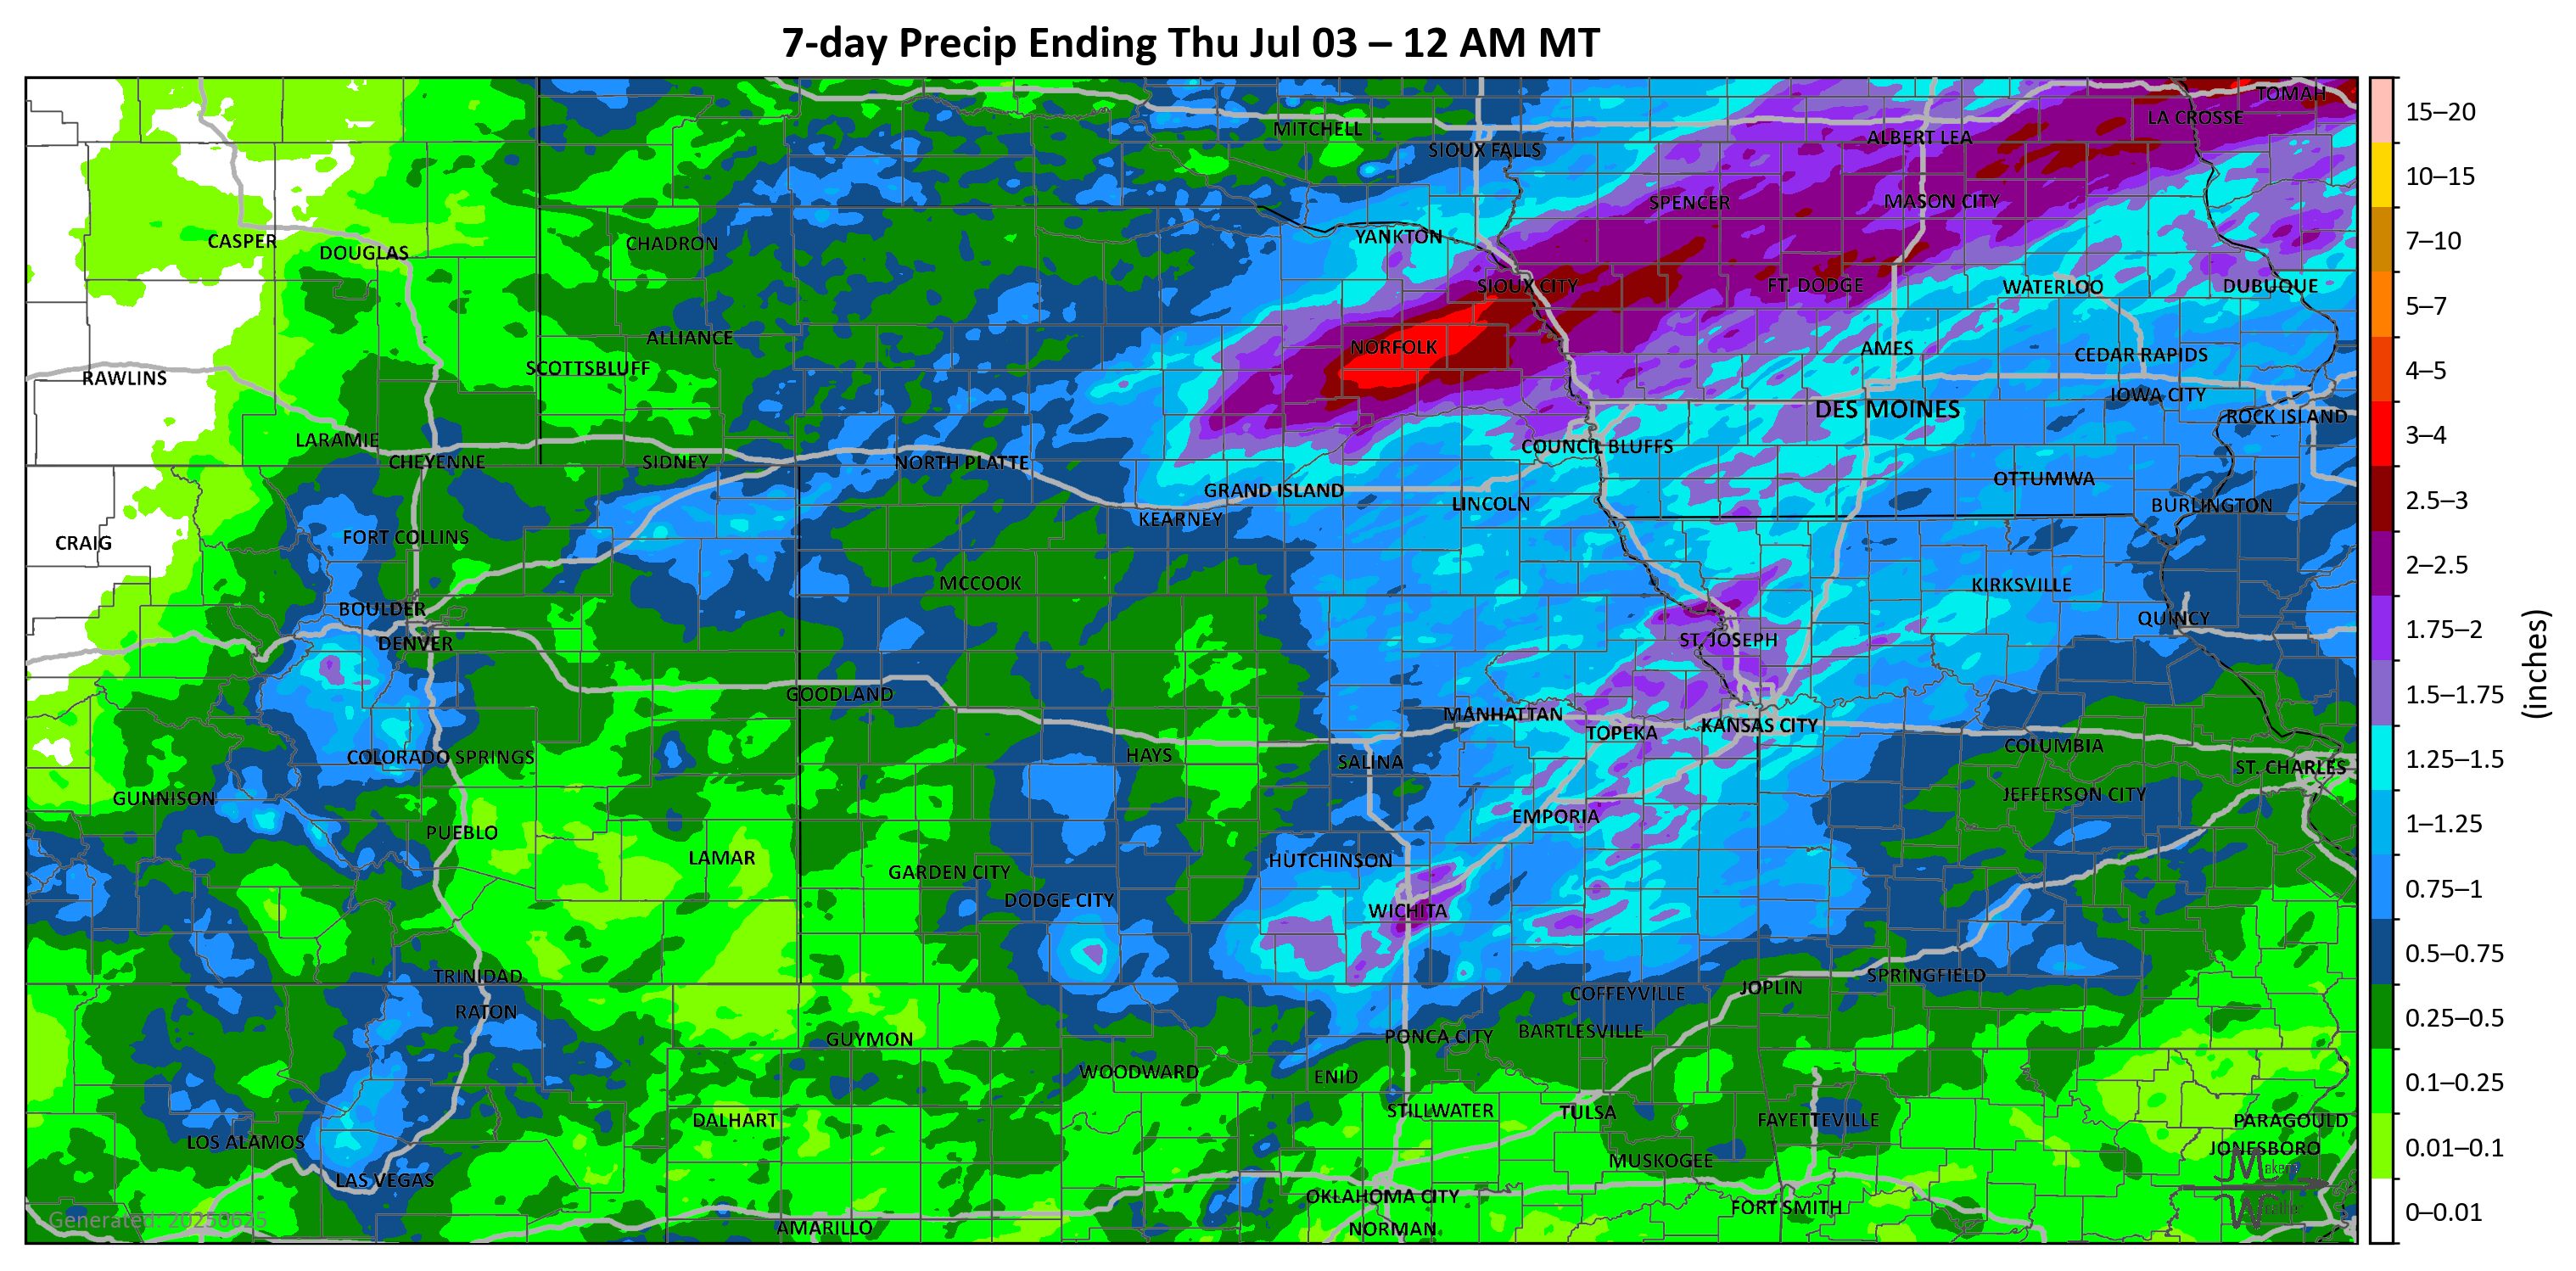 7-day Precip Ending Thu Jul 03 – 12 AM MT
TOMAH
LA CROSSE
MITCHELL
ALBERT LEA
SIOUX FALLS
SPENCER
MASON CITY
CASPER
DOUGLAS
CHADRON
YANKTON
SIOUX CITY
FT. DODGE
WATERLOO
DUBUQUE
ALLIANCE
NORFOLK
AMES
CEDAR RAPIDS
SCOTTSBLUFF
RAWLINS
IOWA CITY
DES MOINES
ROCK ISLAND
LARAMIE
COUNCIL BLUFFS
CHEYENNE
SIDNEY
NORTH PLATTE
OTTUMWA
GRAND ISLAND
LINCOLN
BURLINGTON
KEARNEY
CRAIG
FORT COLLINS
MCCOOK
KIRKSVILLE
BOULDER
QUINCY
DENVER
ST. JOSEPH
GOODLAND
MANHATTAN
TOPEKA
KANSAS CITY
COLUMBIA
COLORADO SPRINGS
HAYS
SALINA
ST. CHARLES
GUNNISON
JEFFERSON CITY
EMPORIA
PUEBLO
LAMAR
HUTCHINSON
GARDEN CITY
DODGE CITY
WICHITA
TRINIDAD
SPRINGFIELD
JOPLIN
COFFEYVILLE
RATON
GUYMON
PONCA CITY
BARTLESVILLE
WOODWARD
ENID
STILLWATER
TULSA
DALHART
FAYETTEVILLE
PARAGOULD
LOS ALAMOS
JONESBORO
MUSKOGEE
LAS VEGAS
OKLAHOMA CITY
FORT SMITH
AMARILLO
NORMAN
Generated: 20250625
15–20
10–15
7–10
5–7
4–5
3–4
2.5–3
2–2.5
1.75–2
1.5–1.75
1.25–1.5
1–1.25
0.75–1
0.5–0.75
0.25–0.5
0.1–0.25
0.01–0.1
0–0.01
(inches)